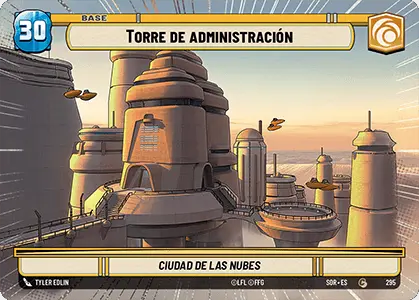 BASE
30
TORRE DE ADMINISTRACIÓN
CIUDAD DE LAS NUBES
TYLER EDLIN ©LFL ©FFG SOR•ES C 295